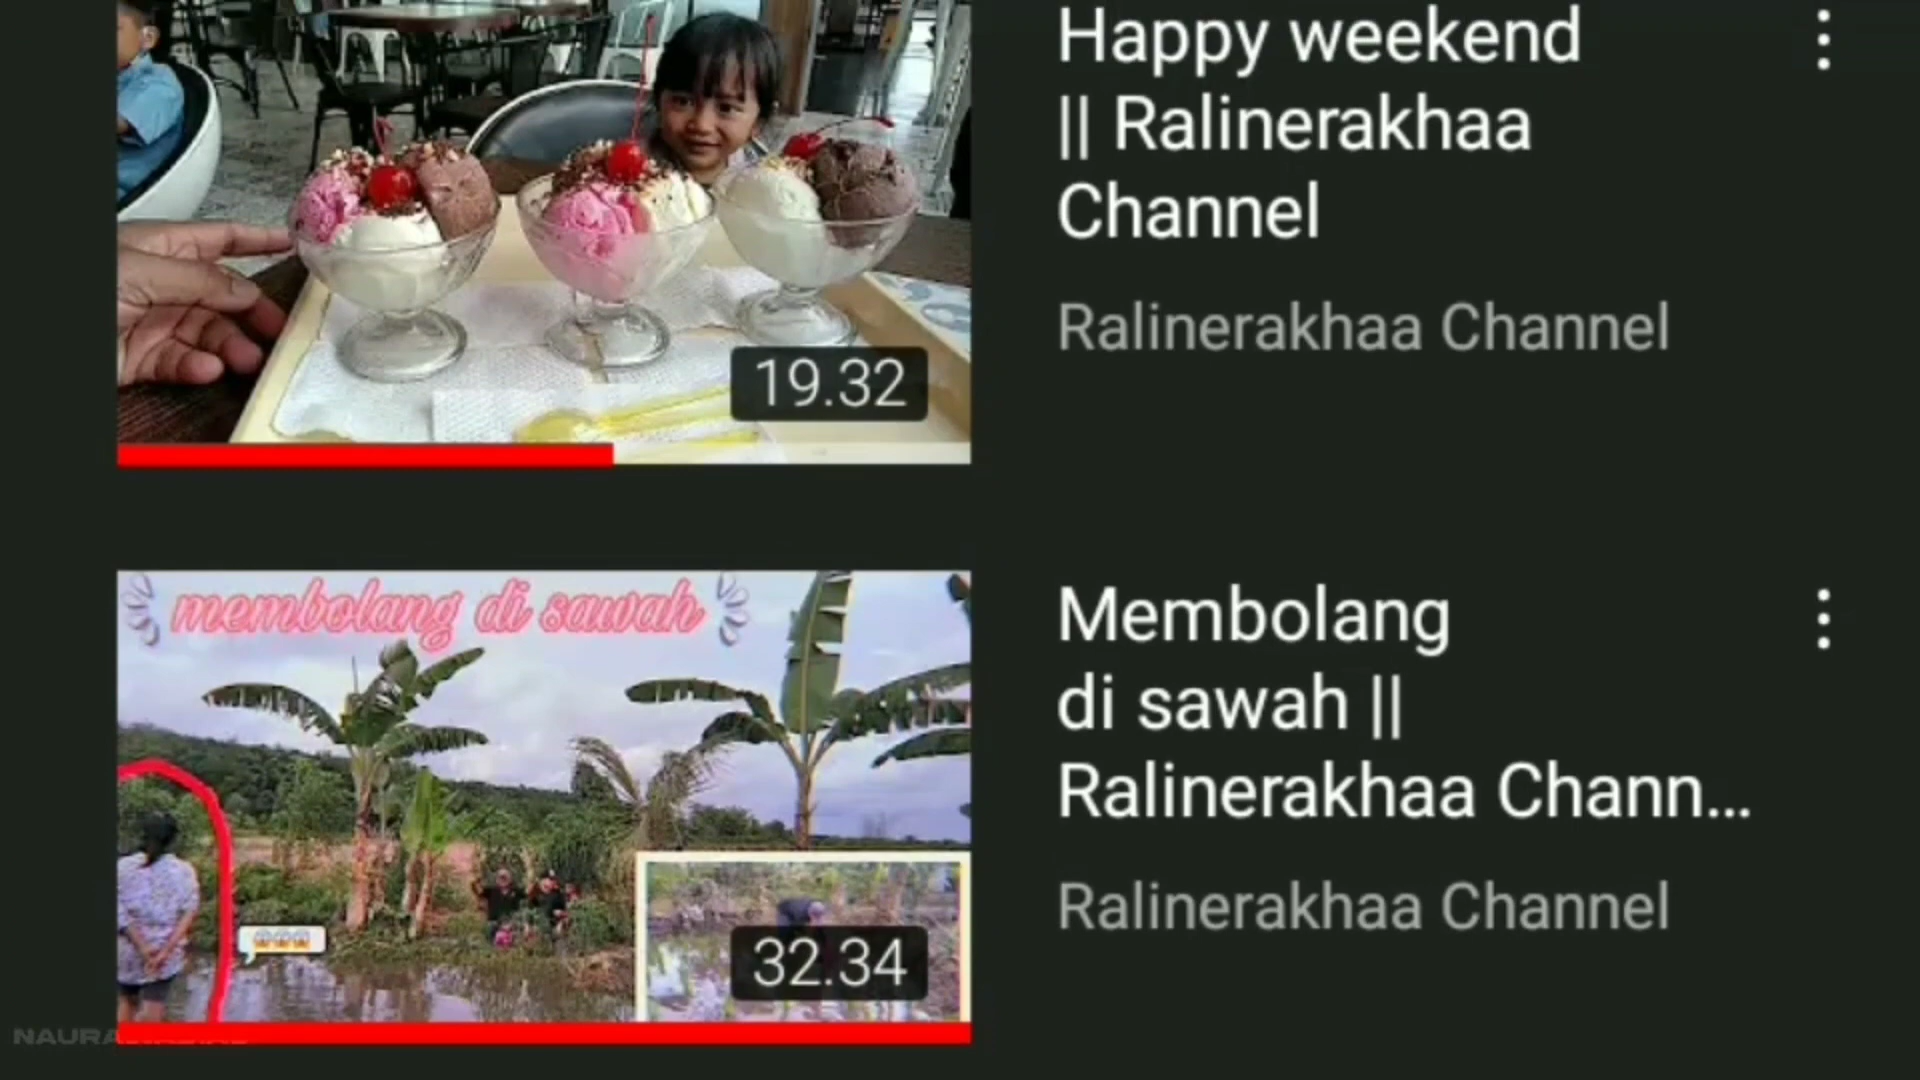 Happy weekend
|| Ralinerakhaa
Channel
Ralinerakhaa Channel
19.32
membolang di sawah
Membolang
di sawah ||
Ralinerakhaa Chann...
Ralinerakhaa Channel
32.34